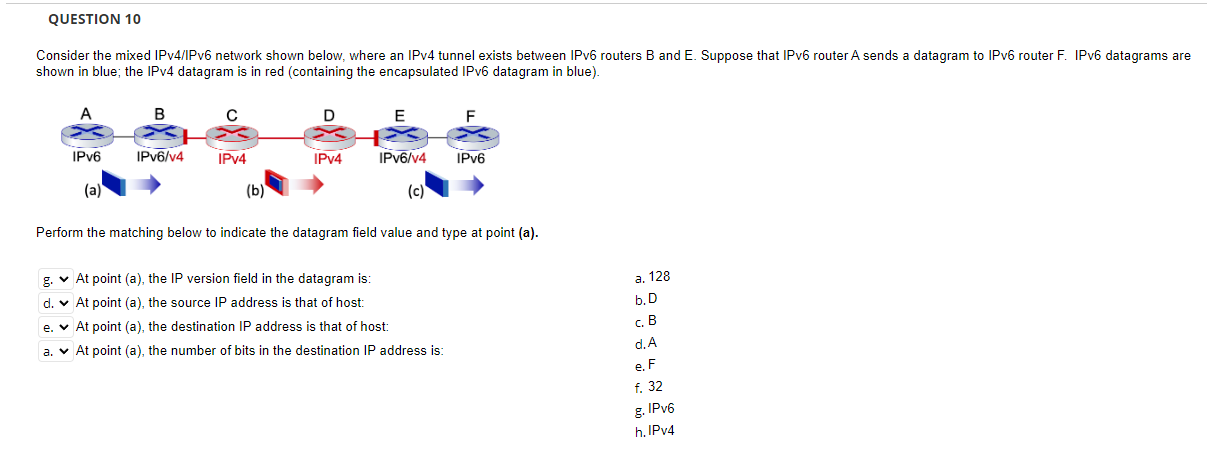 QUESTION 10
Consider the mixed IPv4/IPv6 network shown below, where an IPv4 tunnel exists between IPv6 routers B and E. Suppose that IPv6 router A sends a datagram to IPv6 router F. IPv6 datagrams are
shown in blue; the IPv4 datagram is in red (containing the encapsulated IPv6 datagram in blue).
A B C D E F
IPv6 IPv6/v4 IPv4 IPv4 IPv6/v4 IPv6
(a) (b) (c)
Perform the matching below to indicate the datagram field value and type at point (a).
g. At point (a), the IP version field in the datagram is:
d. At point (a), the source IP address is that of host:
e. At point (a), the destination IP address is that of host:
a. At point (a), the number of bits in the destination IP address is:
a. 128
b. D
c. B
d. A
e. F
f. 32
g. IPv6
h. IPv4